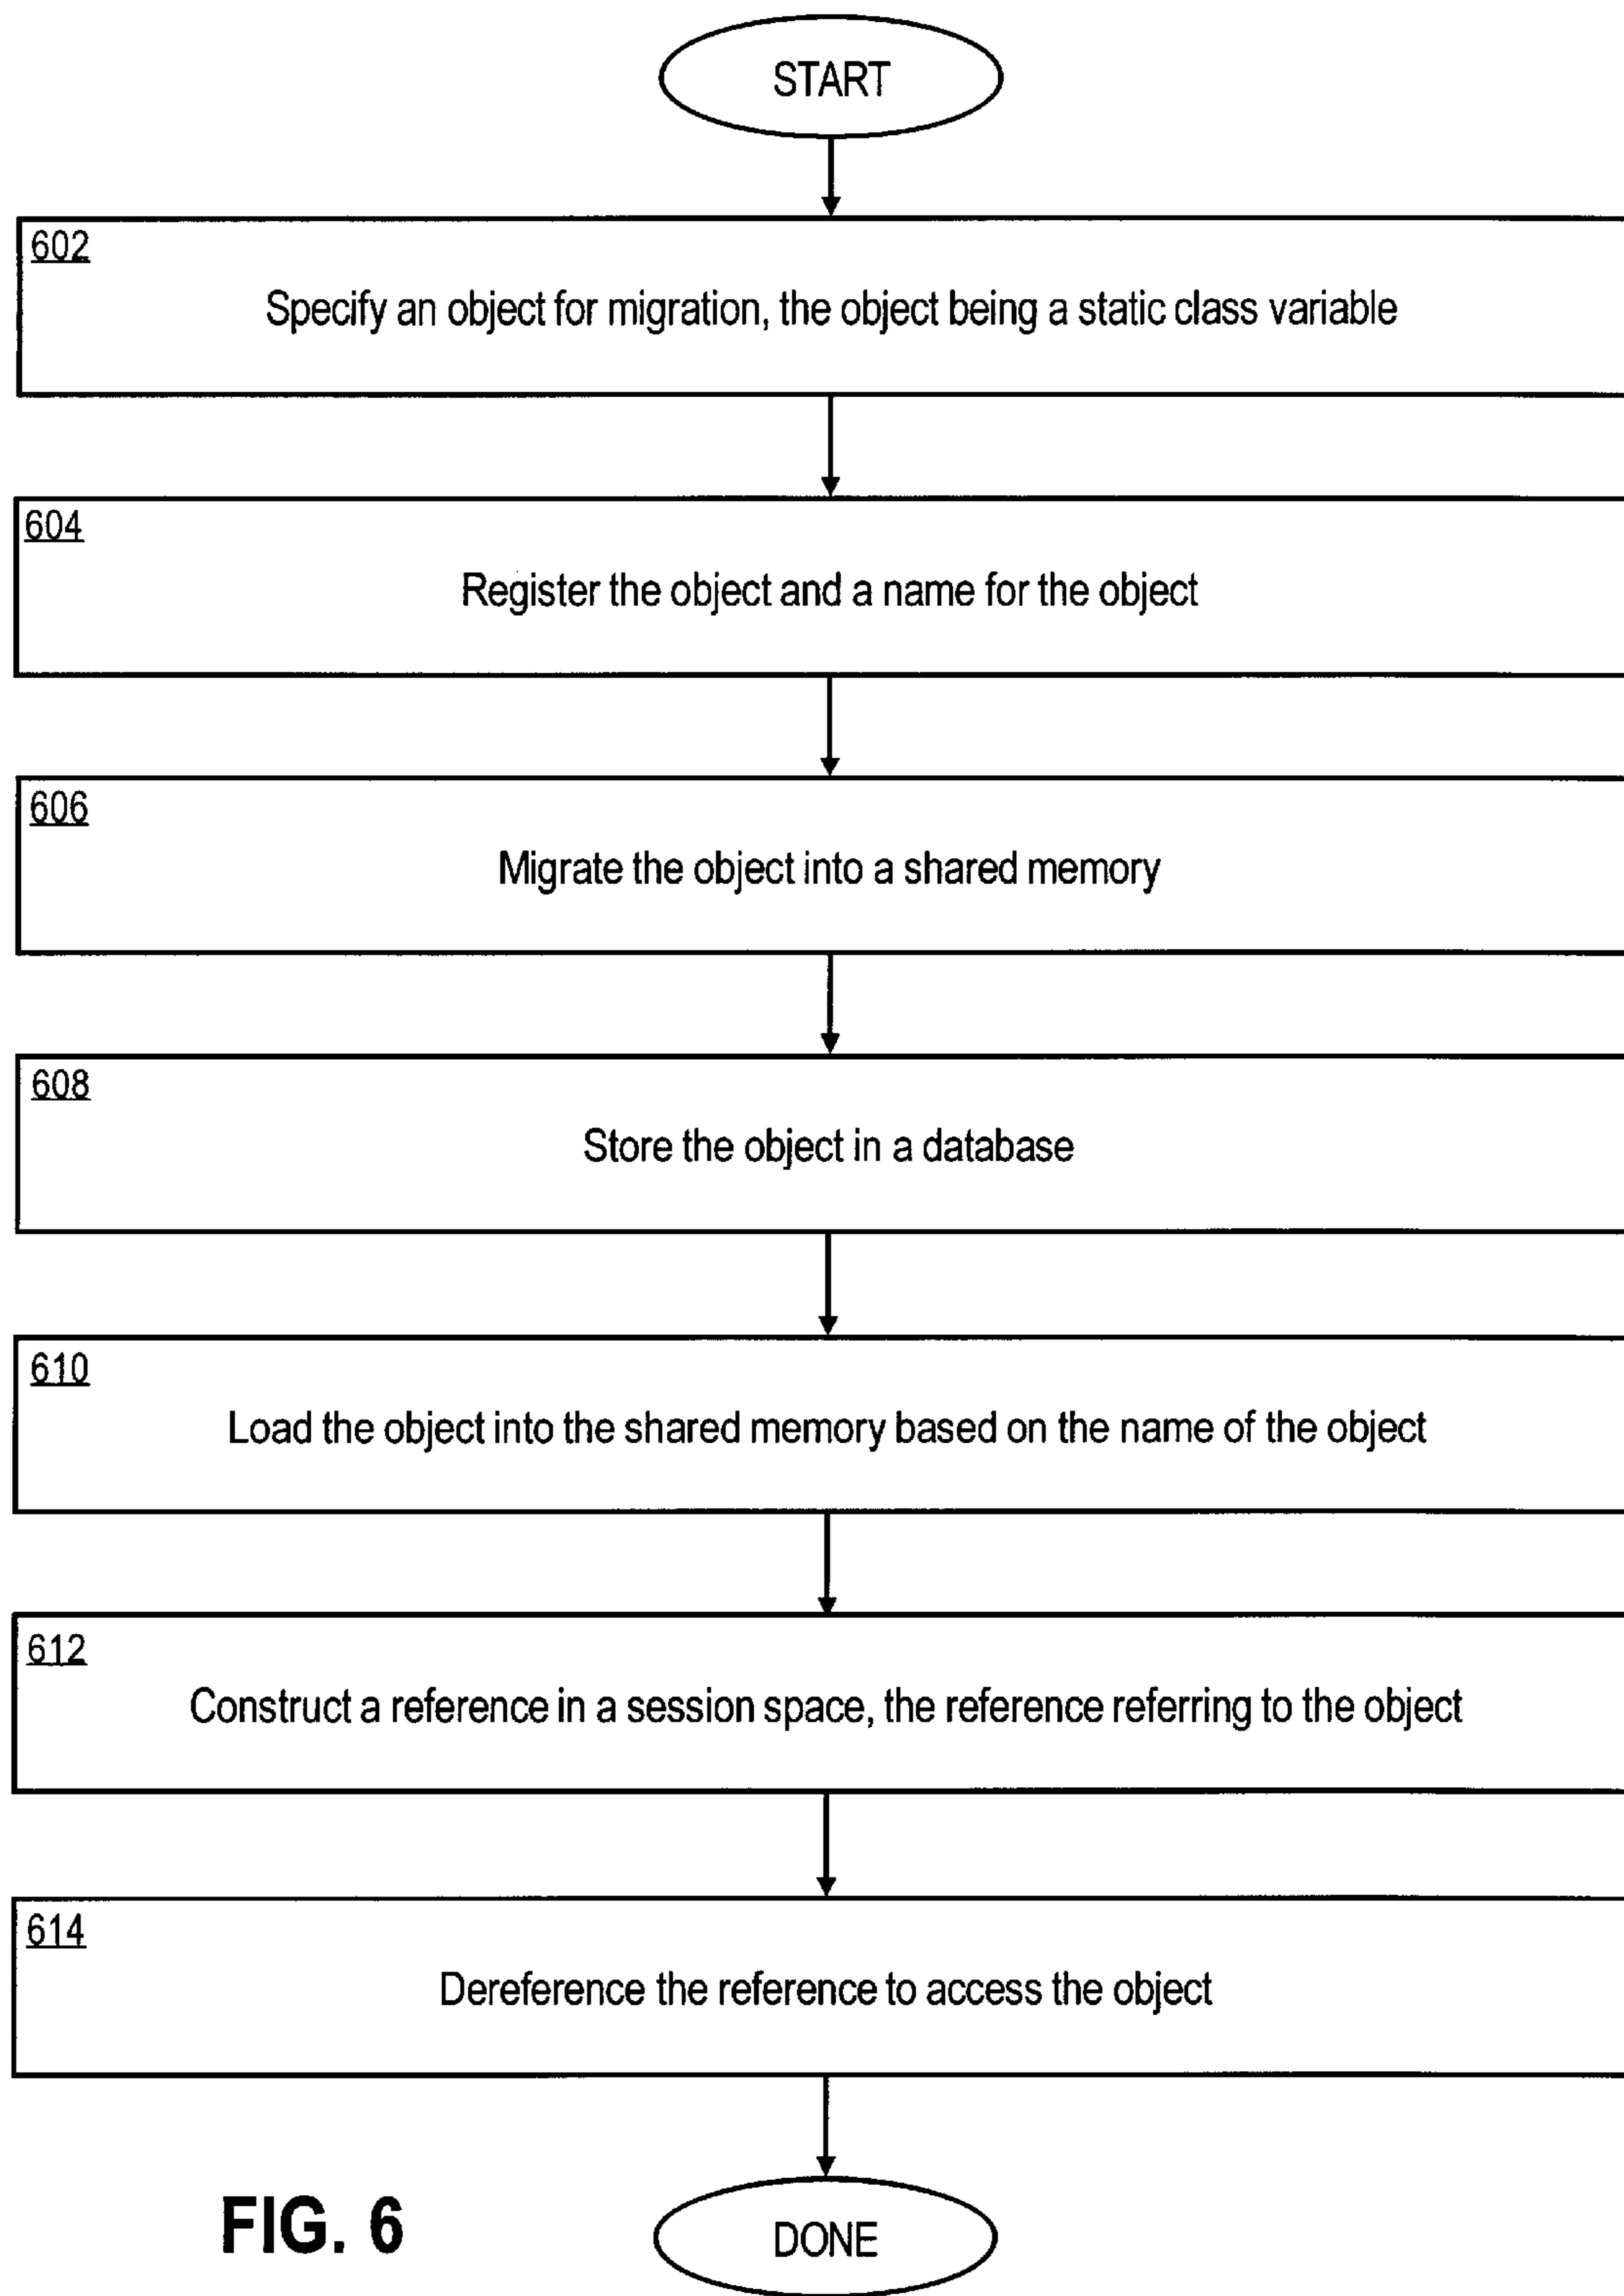 START
602
Specify an object for migration, the object being a static class variable
604
Register the object and a name for the object
606
Migrate the object into a shared memory
608
Store the object in a database
610
Load the object into the shared memory based on the name of the object
612
Construct a reference in a session space, the reference referring to the object
614
Dereference the reference to access the object
FIG. 6
DONE